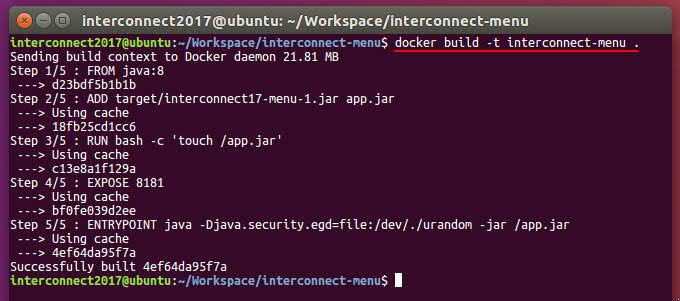 interconnect2017@ubuntu: ~/Workspace/interconnect-menu
interconnect2017@ubuntu:~/Workspace/interconnect-menu$ docker build -t interconnect-menu .
Sending build context to Docker daemon 21.81 MB
Step 1/5 : FROM java:8
 ---> d23bdf5b1b1b
Step 2/5 : ADD target/interconnect17-menu-1.jar app.jar
 ---> Using cache
 ---> 18fb25cd1cc6
Step 3/5 : RUN bash -c 'touch /app.jar'
 ---> Using cache
 ---> c13e8a1f129a
Step 4/5 : EXPOSE 8181
 ---> Using cache
 ---> bf0fe039d2ee
Step 5/5 : ENTRYPOINT java -Djava.security.egd=file:/dev/./urandom -jar /app.jar
 ---> Using cache
 ---> 4ef64da95f7a
Successfully built 4ef64da95f7a
interconnect2017@ubuntu:~/Workspace/interconnect-menu$